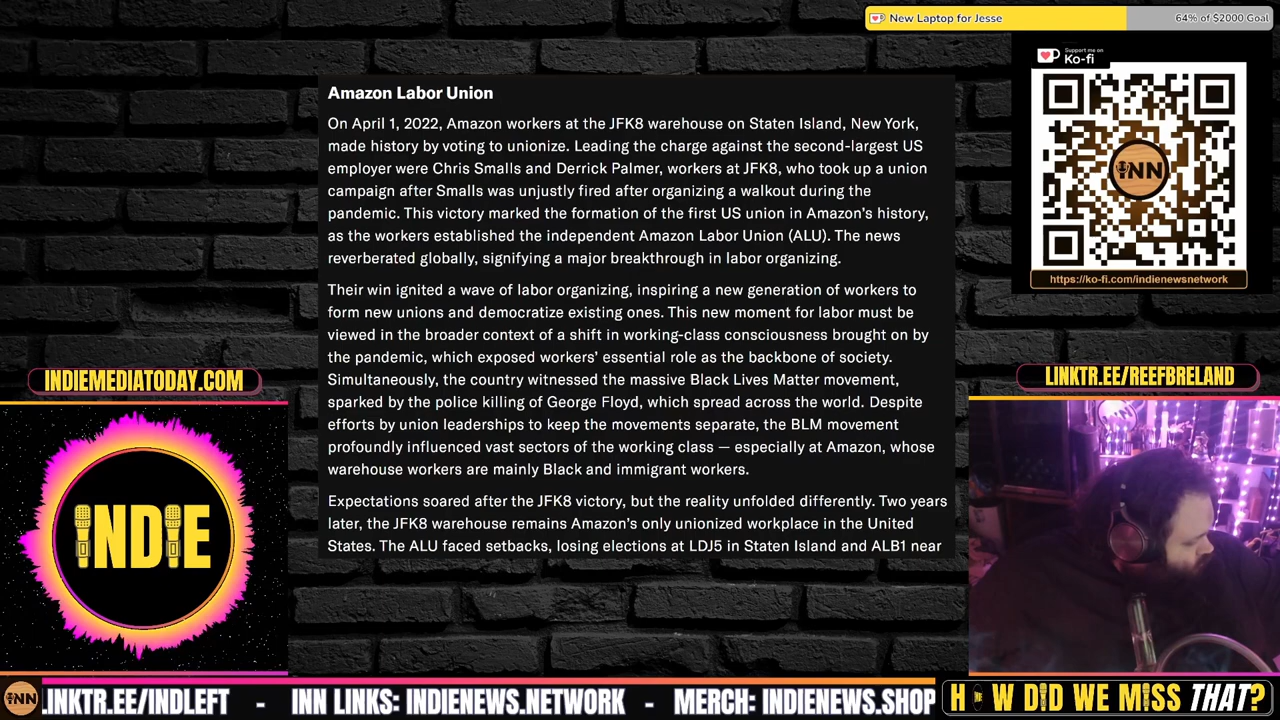 New Laptop for Jesse
64% of $2000 Goal
Support me on
Ko-fi
INN
https://ko-fi.com/indienewsnetwork
Amazon Labor Union
On April 1, 2022, Amazon workers at the JFK8 warehouse on Staten Island, New York,
made history by voting to unionize. Leading the charge against the second-largest US
employer were Chris Smalls and Derrick Palmer, workers at JFK8, who took up a union
campaign after Smalls was unjustly fired after organizing a walkout during the
pandemic. This victory marked the formation of the first US union in Amazon’s history,
as the workers established the independent Amazon Labor Union (ALU). The news
reverberated globally, signifying a major breakthrough in labor organizing.
Then followed a wave of labor organizing, inspiring a new generation of workers to
form new unions and democratize existing ones. This new moment for labor must be
viewed in the broader context of a shift in working-class consciousness brought on by
the pandemic, which exposed workers’ essential role as the backbone of society.
Simultaneously, the country witnessed the massive Black Lives Matter movement,
sparked by the police killing of George Floyd, which spread across the world. Despite
efforts by union leaderships to keep the movements separate, the BLM movement
profoundly influenced vast sectors of the working class — especially at Amazon, whose
warehouse workers are mainly Black and immigrant workers.
Expectations soared after the JFK8 victory, but the reality unfolded differently. Two years
later, the JFK8 warehouse remains Amazon’s only unionized workplace in the United
States. The ALU faced setbacks, losing elections at LDJ5 in Staten Island and ALB1 near
INDIEMEDIATODAY.COM
INDIE
LINKTR.EE/REEFBRELAND
INN
LINKTR.EE/INDLEFT - INN LINKS: INDIENEWS.NETWORK - MERCH: INDIENEWS.SHOP
HOW DID WE MISS THAT?